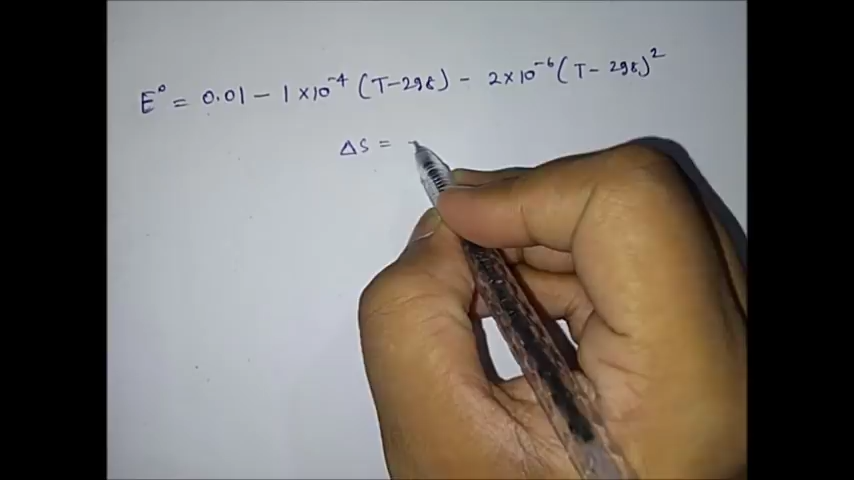 E° = 0.01 - 1×10⁻⁴ (T-298) - 2×10⁻⁶ (T-298)²
ΔS = -